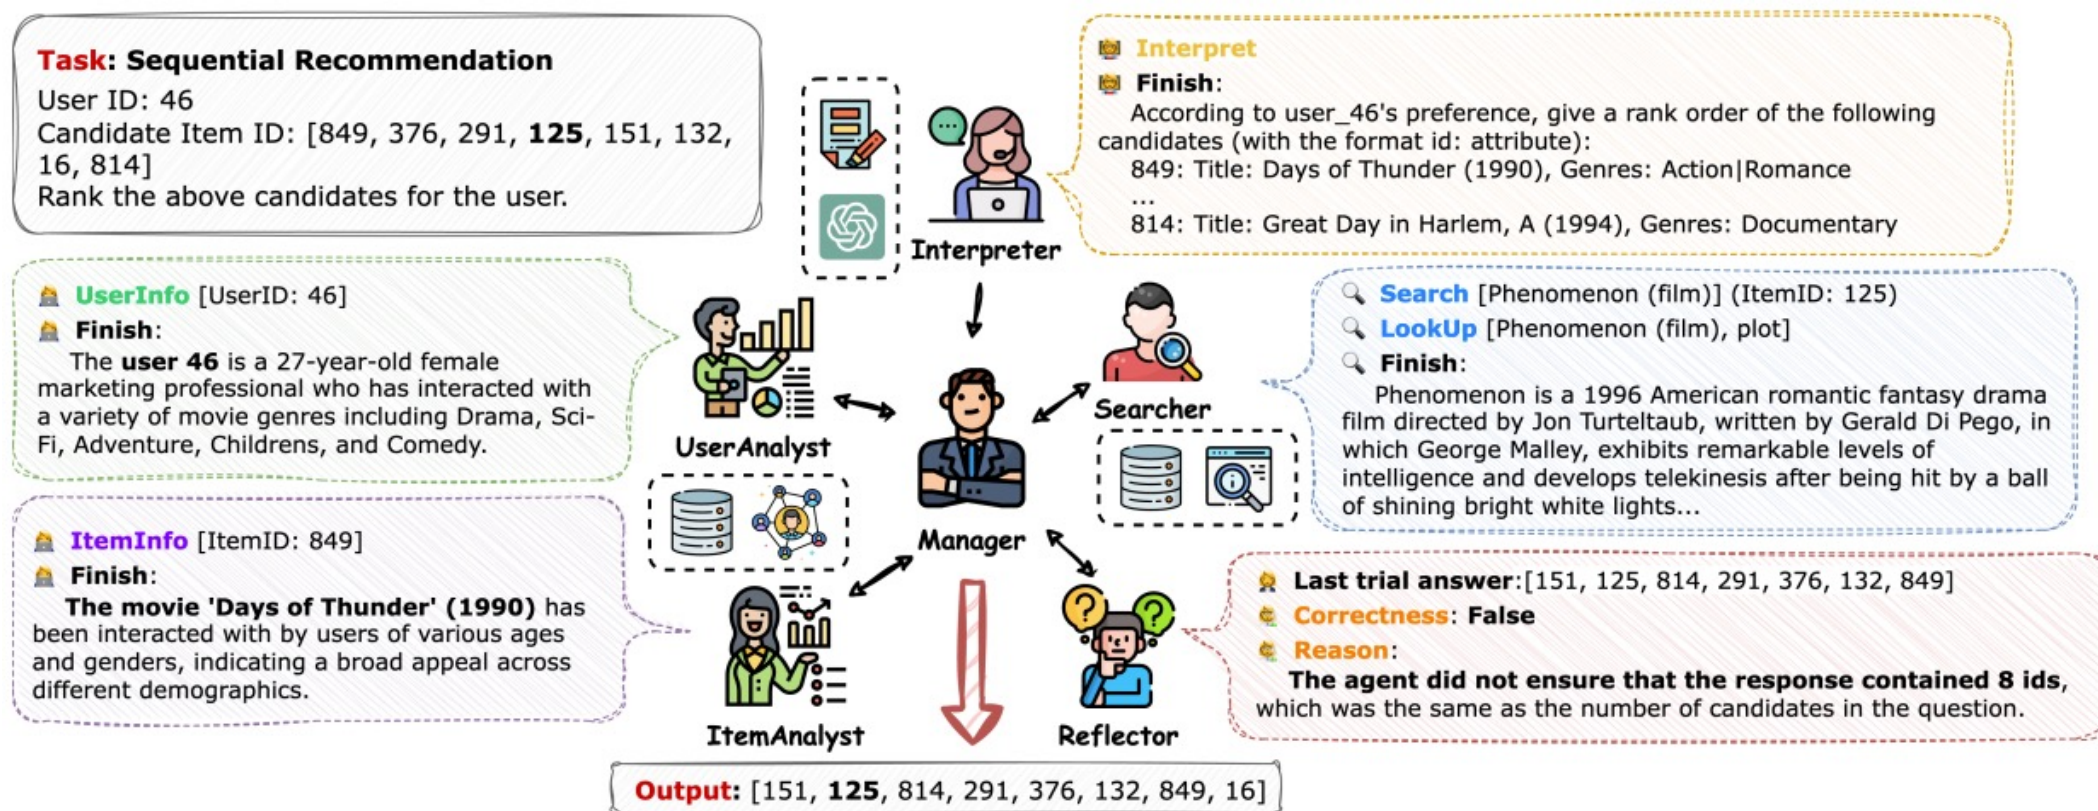 Task: Sequential Recommendation
User ID: 46
Candidate Item ID: [849, 376, 291, 125, 151, 132,
16, 814]
Rank the above candidates for the user.
Interpret
Finish:
According to user_46's preference, give a rank order of the following
candidates (with the format id: attribute):
849: Title: Days of Thunder (1990), Genres: Action|Romance
...
814: Title: Great Day in Harlem, A (1994), Genres: Documentary
Interpreter
UserInfo [UserID: 46]
Finish:
The user 46 is a 27-year-old female
marketing professional who has interacted with
a variety of movie genres including Drama, Sci-
Fi, Adventure, Childrens, and Comedy.
UserAnalyst
Searcher
Search [Phenomenon (film)] (ItemID: 125)
LookUp [Phenomenon (film), plot]
Finish:
Phenomenon is a 1996 American romantic fantasy drama
film directed by Jon Turteltaub, written by Gerald Di Pego, in
which George Malley, exhibits remarkable levels of
intelligence and develops telekinesis after being hit by a ball
of shining bright white lights...
Manager
ItemInfo [ItemID: 849]
Finish:
The movie 'Days of Thunder' (1990) has
been interacted with by users of various ages
and genders, indicating a broad appeal across
different demographics.
ItemAnalyst
Reflector
Last trial answer:[151, 125, 814, 291, 376, 132, 849]
Correctness: False
Reason:
The agent did not ensure that the response contained 8 ids,
which was the same as the number of candidates in the question.
Output: [151, 125, 814, 291, 376, 132, 849, 16]